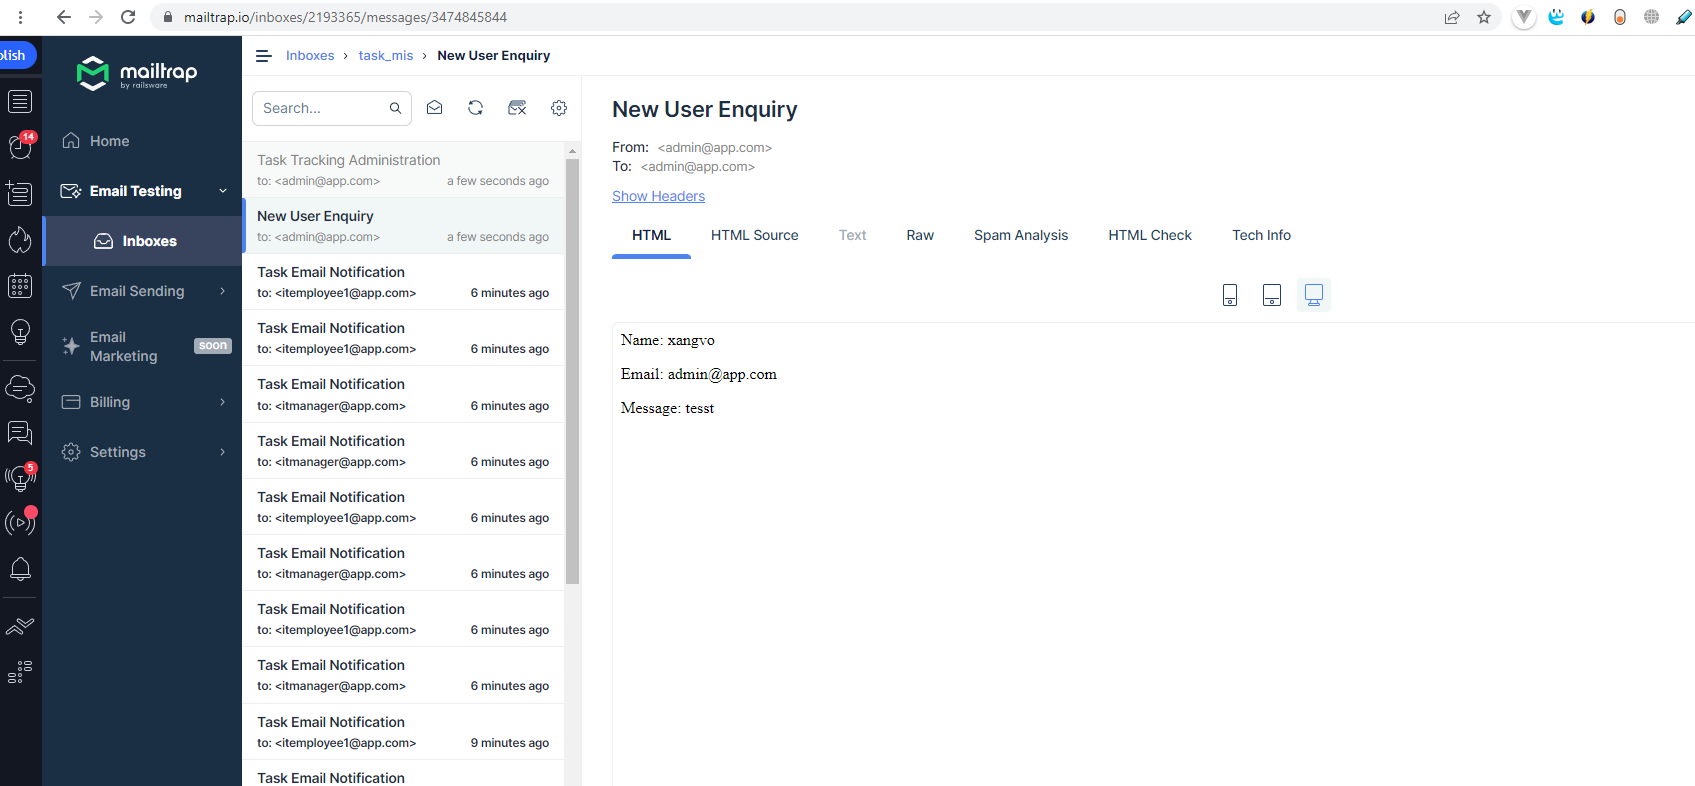 mailtrap.io/inboxes/2193365/messages/3474845844
olish
14
5
mailtrap
by railsware
Home
Email Testing
Inboxes
Email Sending
Email Marketing
soon
Billing
Settings
Inboxes › task_mis › New User Enquiry
Search...
Task Tracking Administration
to: <admin@app.com> a few seconds ago
New User Enquiry
to: <admin@app.com> a few seconds ago
Task Email Notification
to: <itemployee1@app.com> 6 minutes ago
Task Email Notification
to: <itemployee1@app.com> 6 minutes ago
Task Email Notification
to: <itmanager@app.com> 6 minutes ago
Task Email Notification
to: <itmanager@app.com> 6 minutes ago
Task Email Notification
to: <itemployee1@app.com> 6 minutes ago
Task Email Notification
to: <itmanager@app.com> 6 minutes ago
Task Email Notification
to: <itemployee1@app.com> 6 minutes ago
Task Email Notification
to: <itmanager@app.com> 6 minutes ago
Task Email Notification
to: <itemployee1@app.com> 9 minutes ago
Task Email Notification
New User Enquiry
From: <admin@app.com>
To: <admin@app.com>
Show Headers
HTML HTML Source Text Raw Spam Analysis HTML Check Tech Info
Name: xangvo
Email: admin@app.com
Message: tesst